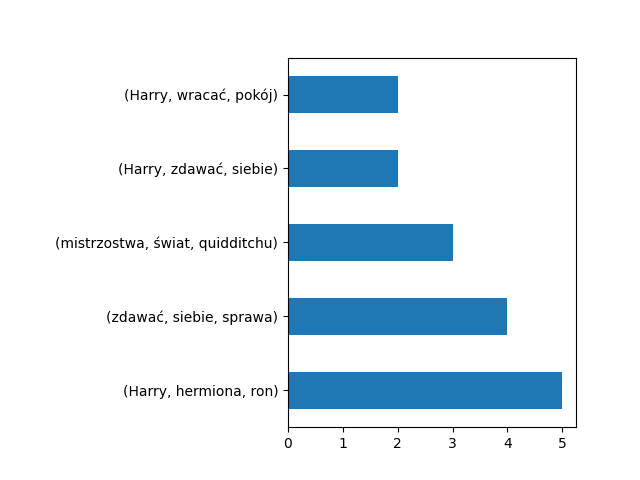 (Harry, wracać, pokój)
(Harry, zdawać, siebie)
(mistrzostwa, świat, quidditchu)
(zdawać, siebie, sprawa)
(Harry, hermiona, ron)
0 1 2 3 4 5